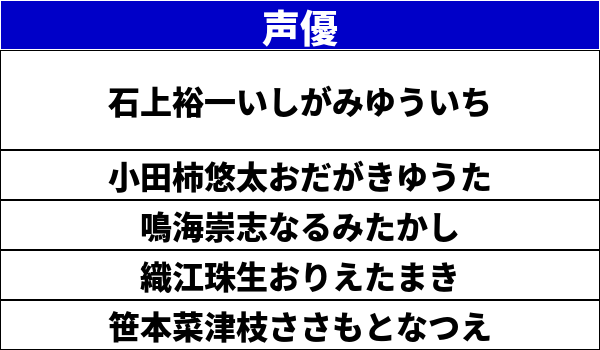 声優
石上裕一いしがみゆういち
小田柿悠太おだがきゆうた
鳴海崇志なるみたかし
織江珠生おりえたまき
笹本菜津枝ささもとなつえ